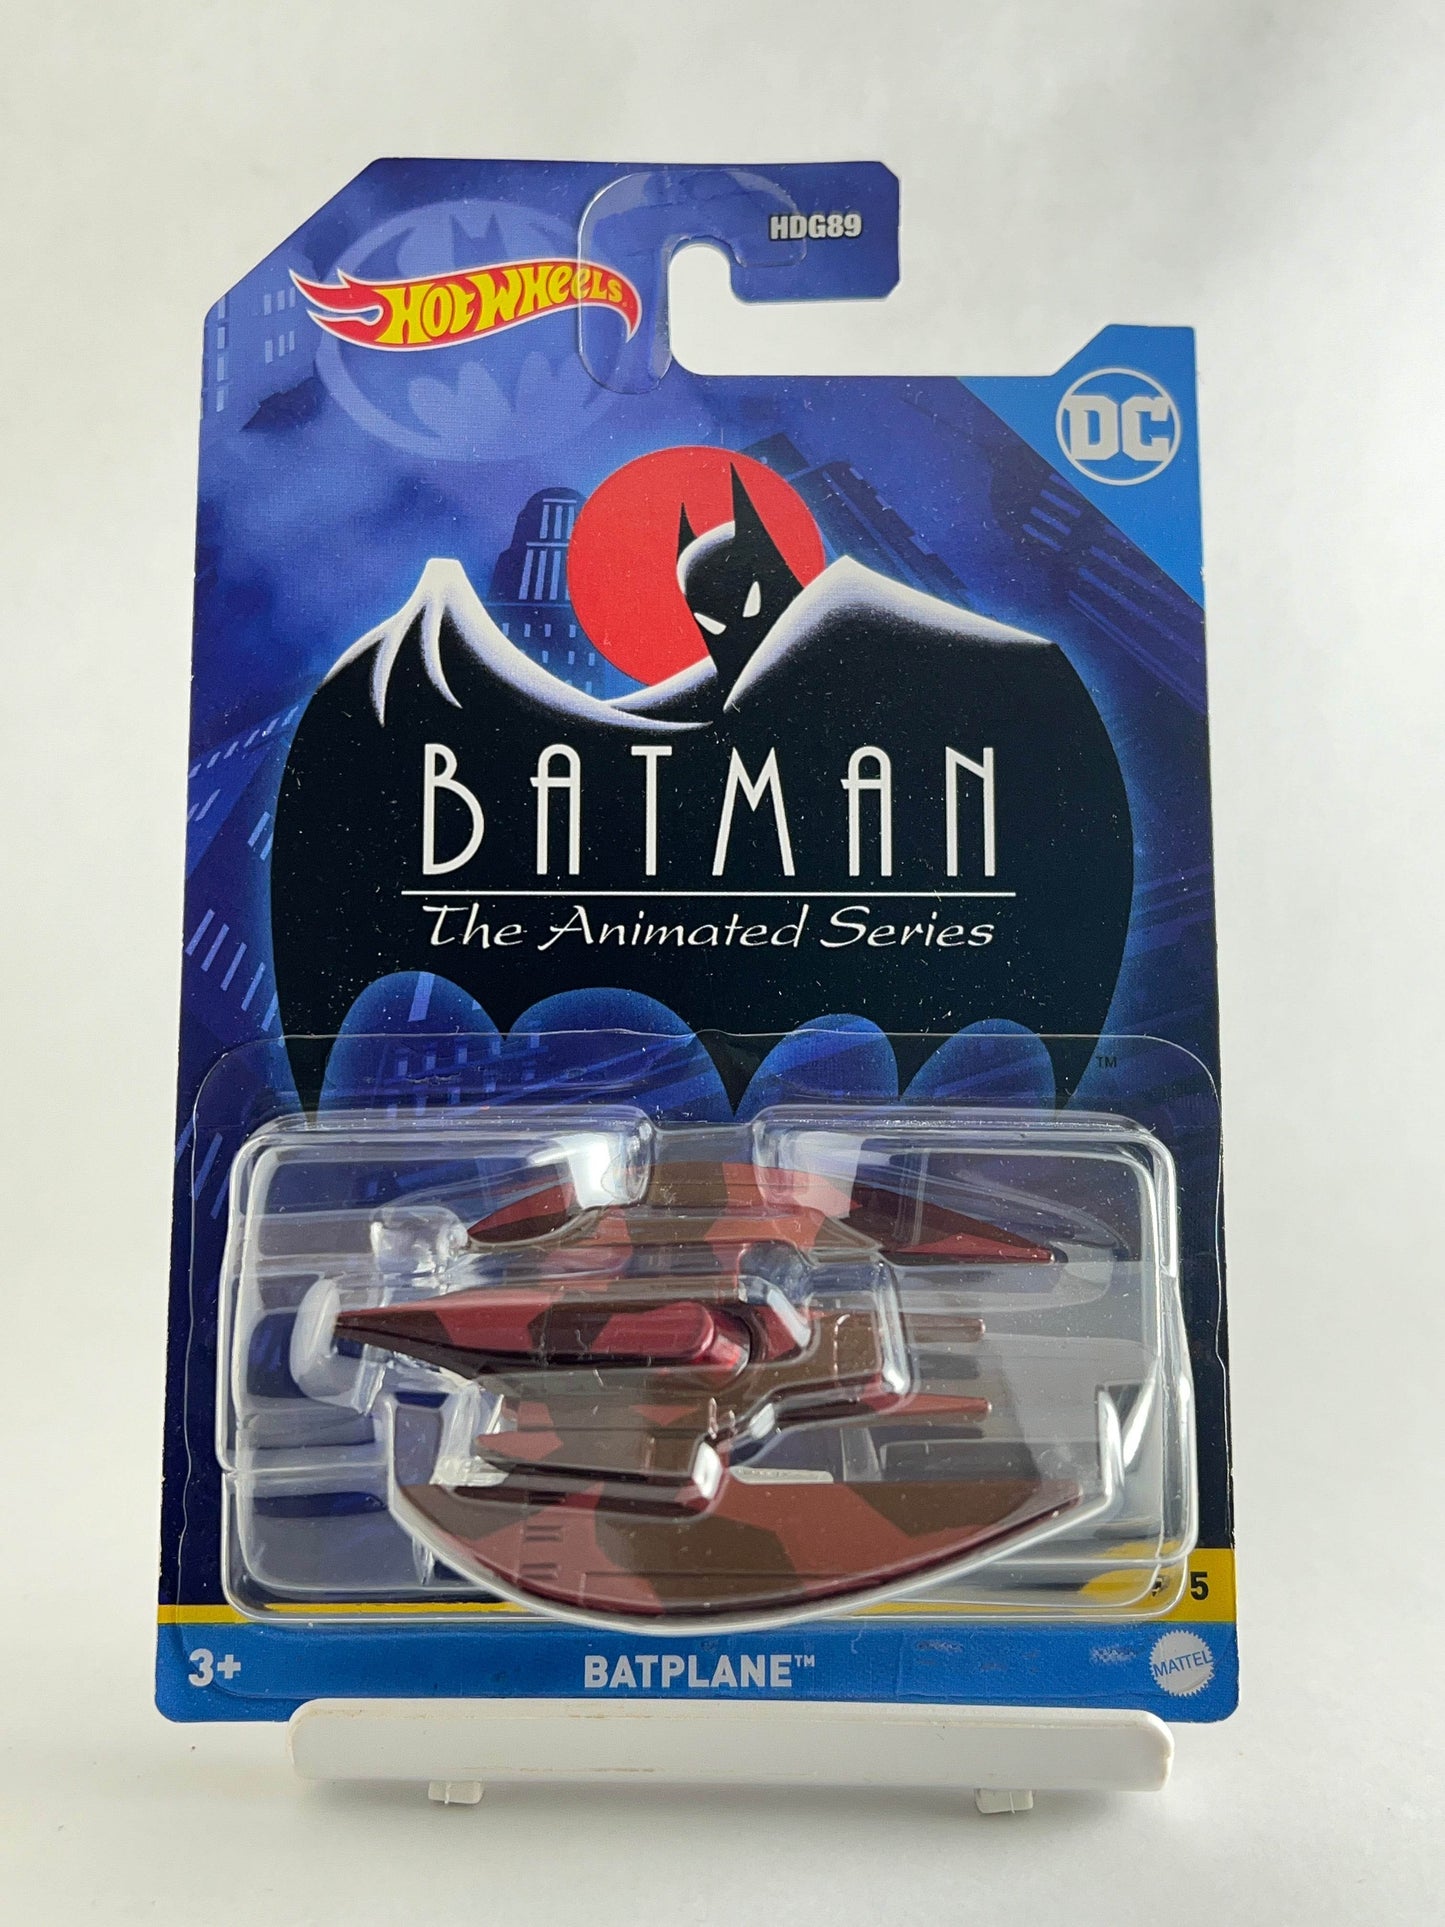 HDG89
HOT WHEELS
DC
BATMAN
The Animated Series
TM
5
3+
BATPLANE™
MATTEL